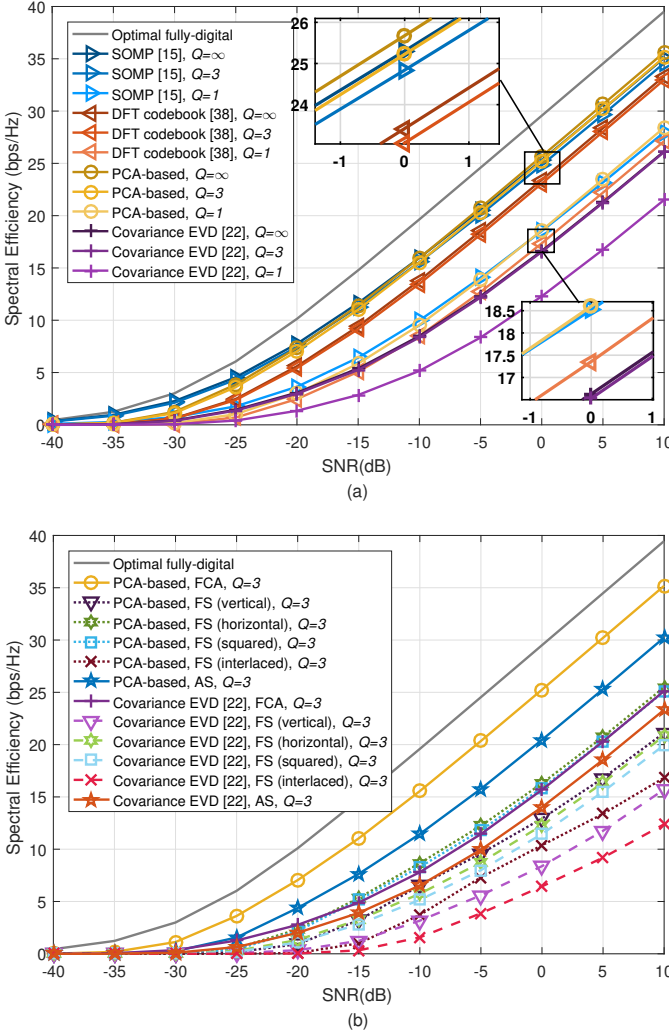 40
35
30
25
20
15
10
5
0
Spectral Efficiency (bps/Hz)
Optimal fully-digital
SOMP [15], Q=∞
SOMP [15], Q=3
SOMP [15], Q=1
DFT codebook [38], Q=∞
DFT codebook [38], Q=3
DFT codebook [38], Q=1
PCA-based, Q=∞
PCA-based, Q=3
PCA-based, Q=1
Covariance EVD [22], Q=∞
Covariance EVD [22], Q=3
Covariance EVD [22], Q=1
26
25
24
-1 0 1
18.5
18
17.5
17
-1 0 1
-40 -35 -30 -25 -20 -15 -10 -5 0 5 10
SNR(dB)
(a)
40
35
30
25
20
15
10
5
0
Spectral Efficiency (bps/Hz)
Optimal fully-digital
PCA-based, FCA, Q=3
PCA-based, FS (vertical), Q=3
PCA-based, FS (horizontal), Q=3
PCA-based, FS (squared), Q=3
PCA-based, FS (interlaced), Q=3
PCA-based, AS, Q=3
Covariance EVD [22], FCA, Q=3
Covariance EVD [22], FS (vertical), Q=3
Covariance EVD [22], FS (horizontal), Q=3
Covariance EVD [22], FS (squared), Q=3
Covariance EVD [22], FS (interlaced), Q=3
Covariance EVD [22], AS, Q=3
-40 -35 -30 -25 -20 -15 -10 -5 0 5 10
SNR(dB)
(b)